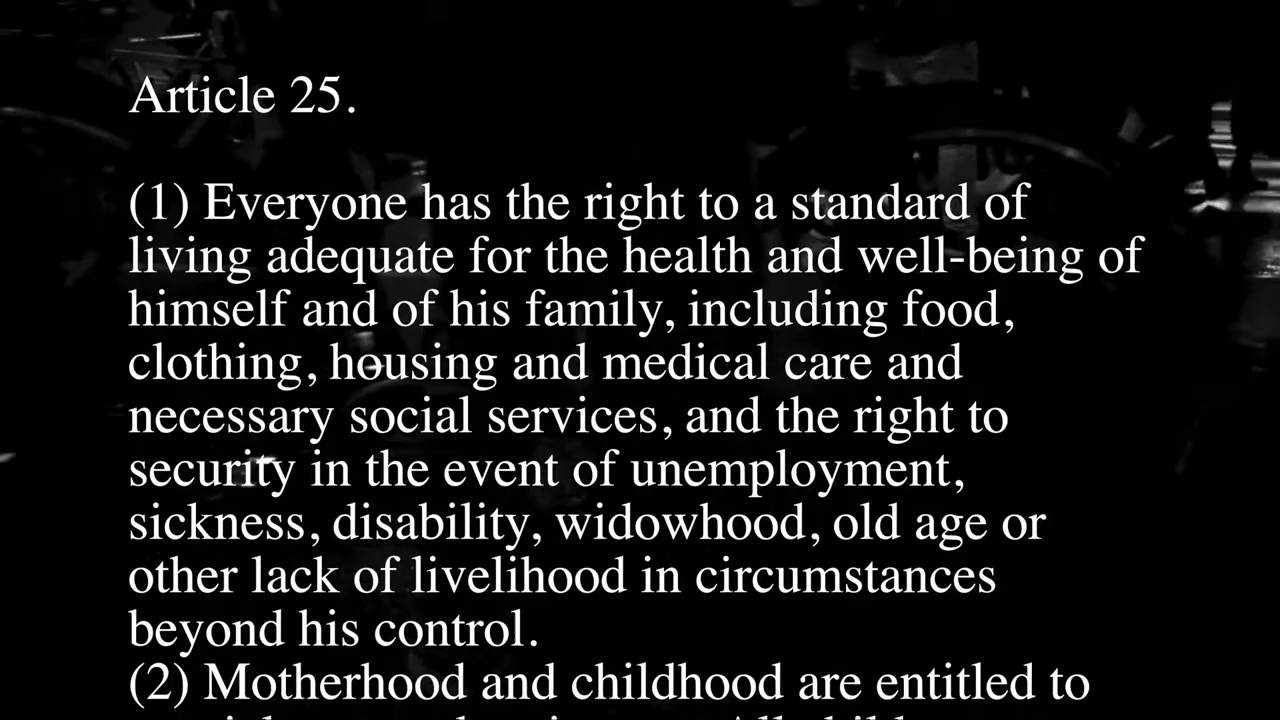 Article 25.
(1) Everyone has the right to a standard of
living adequate for the health and well-being of
himself and of his family, including food,
clothing, housing and medical care and
necessary social services, and the right to
security in the event of unemployment,
sickness, disability, widowhood, old age or
other lack of livelihood in circumstances
beyond his control.
(2) Motherhood and childhood are entitled to